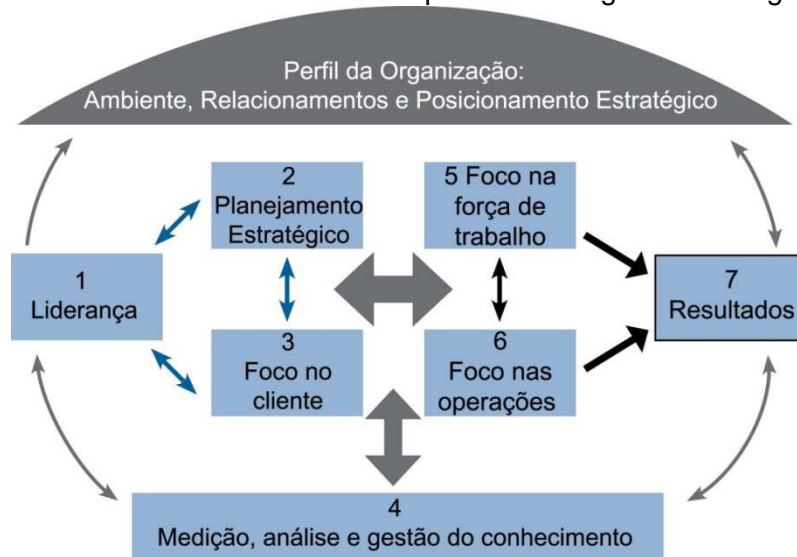 Perfil da Organização:
Ambiente, Relacionamentos e Posicionamento Estratégico
2
Planejamento
Estratégico
5 Foco na
força de
trabalho
1
Liderança
7
Resultados
3
Foco no
cliente
6
Foco nas
operações
4
Medição, análise e gestão do conhecimento